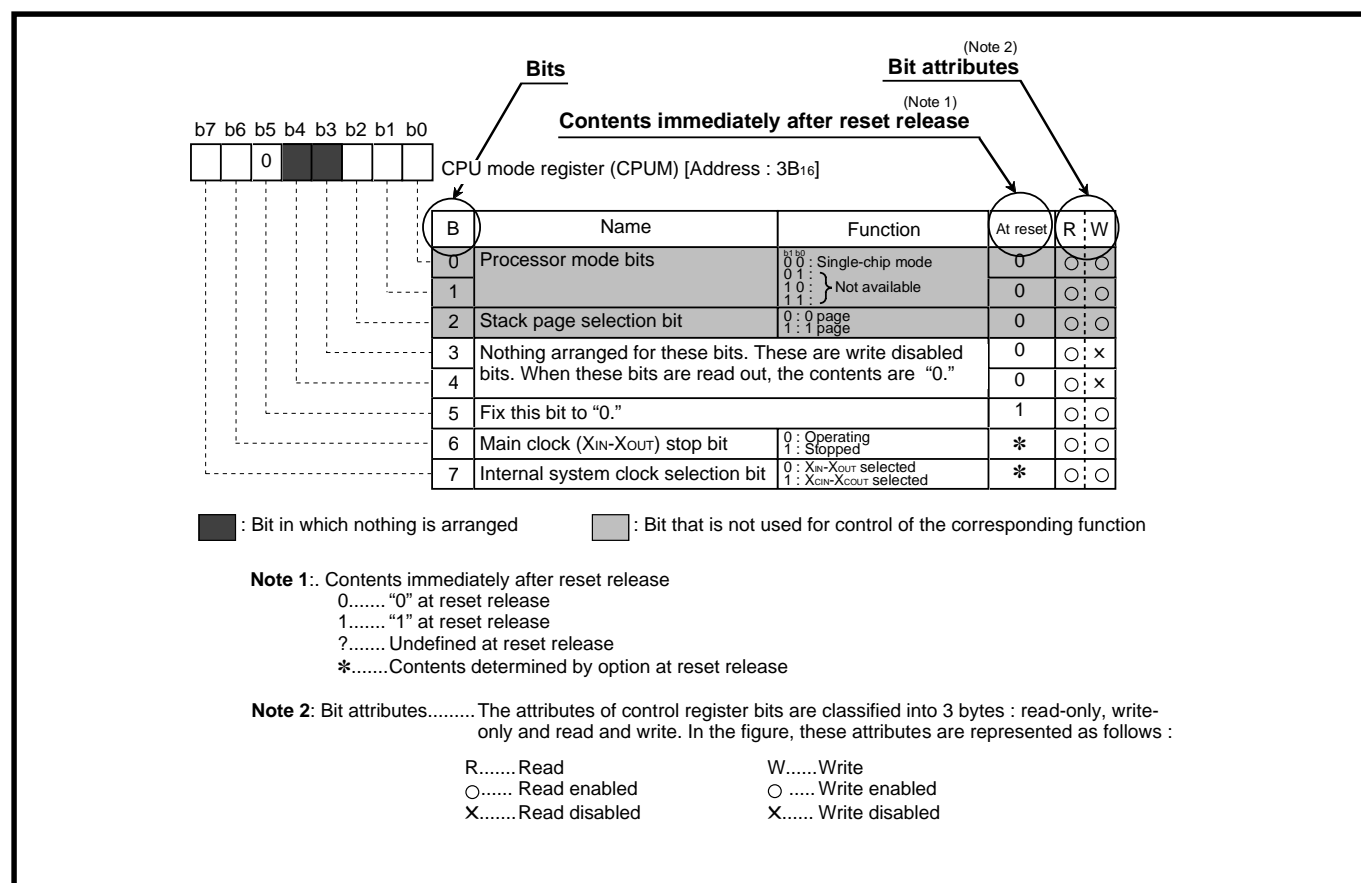 (Note 2)
Bits
Bit attributes
(Note 1)
Contents immediately after reset release
b7 b6 b5 b4 b3 b2 b1 b0
0
CPU mode register (CPUM) [Address : 3B16]
B Name Function At reset R W
0 Processor mode bits b1 b0 0 0 : Single-chip mode 0 ○ ○
0 1 :
1 1 0 : } Not available 0 ○ ○
1 1 :
2 Stack page selection bit 0 : 0 page 0 ○ ○
1 : 1 page
3 Nothing arranged for these bits. These are write disabled 0 ○ ×
bits. When these bits are read out, the contents are “0.”
4 0 ○ ×
5 Fix this bit to “0.” 1 ○ ○
6 Main clock (XIN-XOUT) stop bit 0 : Operating ✻ ○ ○
1 : Stopped
7 Internal system clock selection bit 0 : XIN-XOUT selected ✻ ○ ○
1 : XCIN-XCOUT selected
: Bit in which nothing is arranged : Bit that is not used for control of the corresponding function
Note 1:. Contents immediately after reset release
0....... “0” at reset release
1....... “1” at reset release
?....... Undefined at reset release
✻.......Contents determined by option at reset release
Note 2: Bit attributes......... The attributes of control register bits are classified into 3 bytes : read-only, write-
only and read and write. In the figure, these attributes are represented as follows :
R.......Read W......Write
○...... Read enabled ○ ..... Write enabled
×.......Read disabled ×...... Write disabled